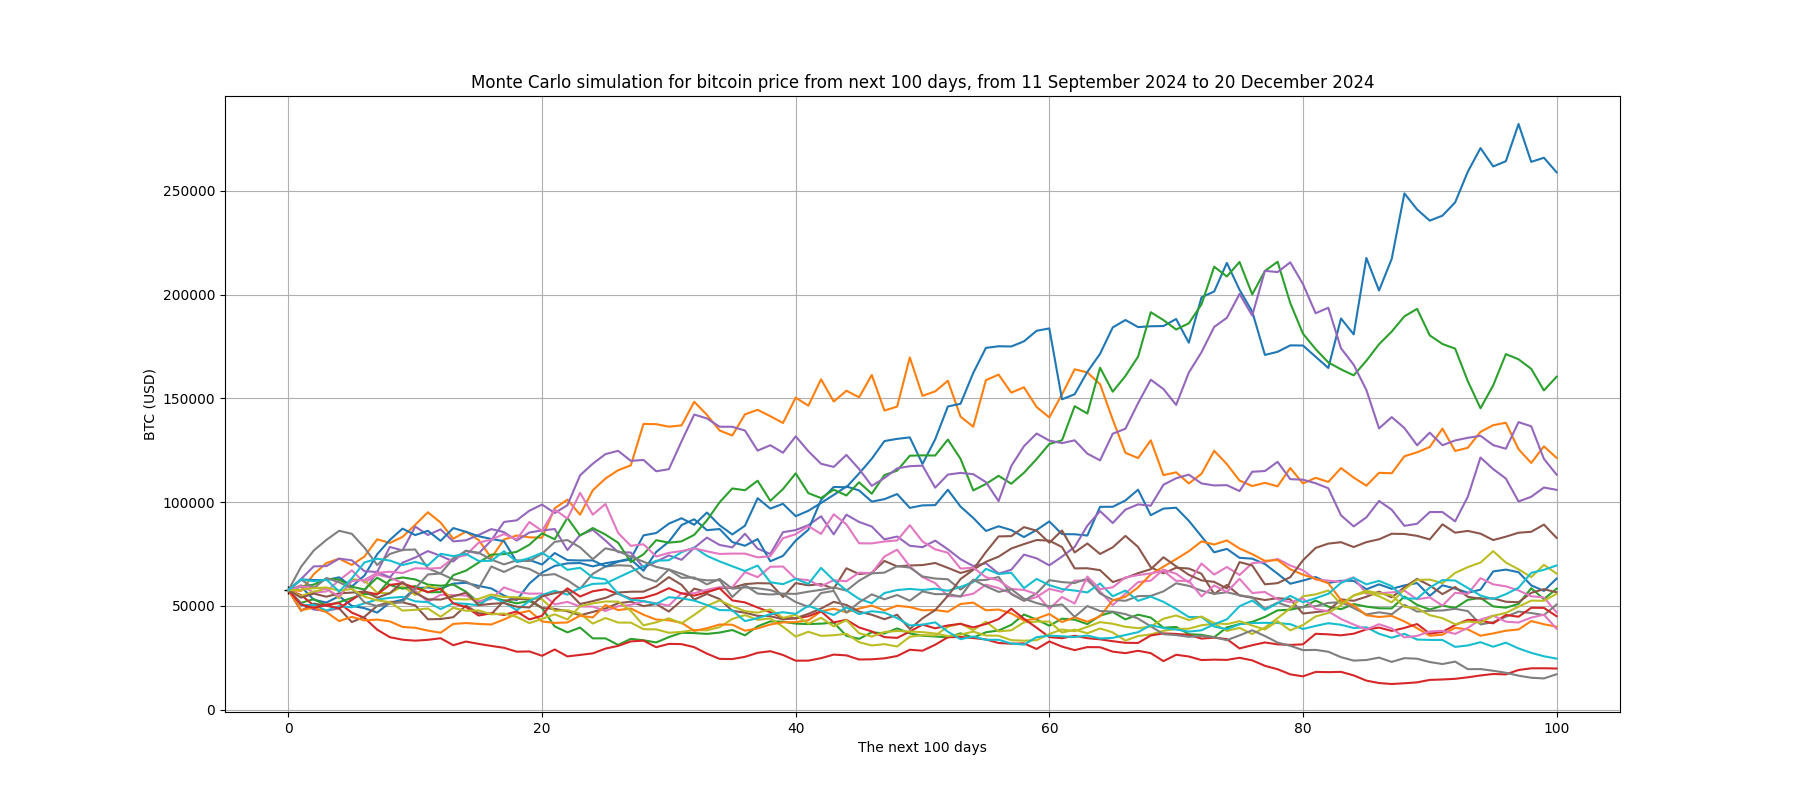 Monte Carlo simulation for bitcoin price from next 100 days, from 11 September 2024 to 20 December 2024
250000
200000
150000
100000
50000
0
BTC (USD)
0 20 40 60 80 100
The next 100 days